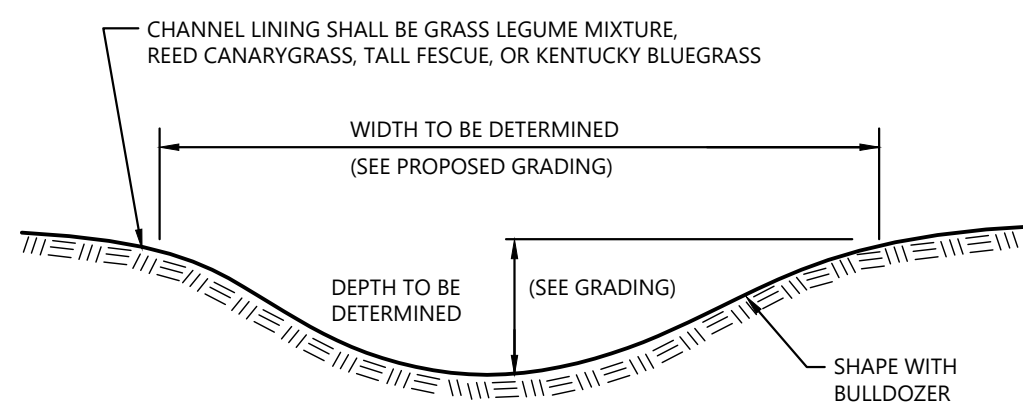 CHANNEL LINING SHALL BE GRASS LEGUME MIXTURE,
REED CANARYGRASS, TALL FESCUE, OR KENTUCKY BLUEGRASS
WIDTH TO BE DETERMINED
(SEE PROPOSED GRADING)
DEPTH TO BE
DETERMINED
(SEE GRADING)
SHAPE WITH
BULLDOZER